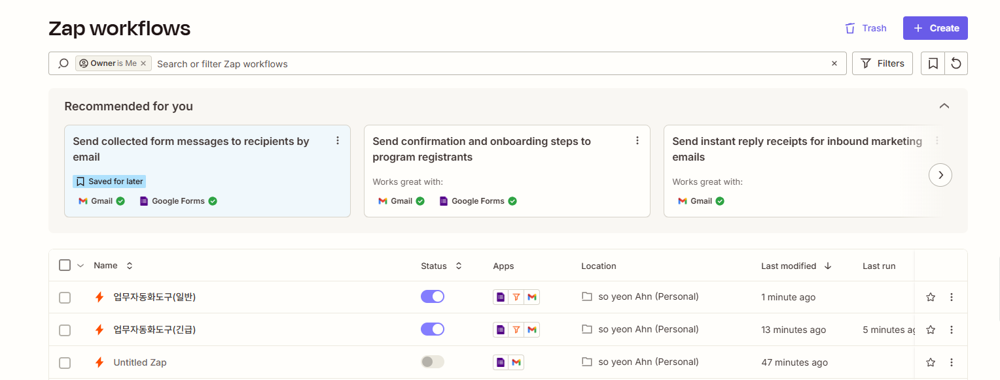 Zap workflows
Trash
Create
Owner is Me
Search or filter Zap workflows
Filters
Recommended for you
Send collected form messages to recipients by
email
Saved for later
Gmail
Google Forms
Send confirmation and onboarding steps to
program registrants
Works great with:
Gmail
Google Forms
Send instant reply receipts for inbound marketing
emails
Works great with:
Gmail
Name Status Apps Location Last modified Last run
업무자동화도구(일반) so yeon Ahn (Personal) 1 minute ago
업무자동화도구(긴급) so yeon Ahn (Personal) 13 minutes ago 5 minutes
Untitled Zap so yeon Ahn (Personal) 47 minutes ago